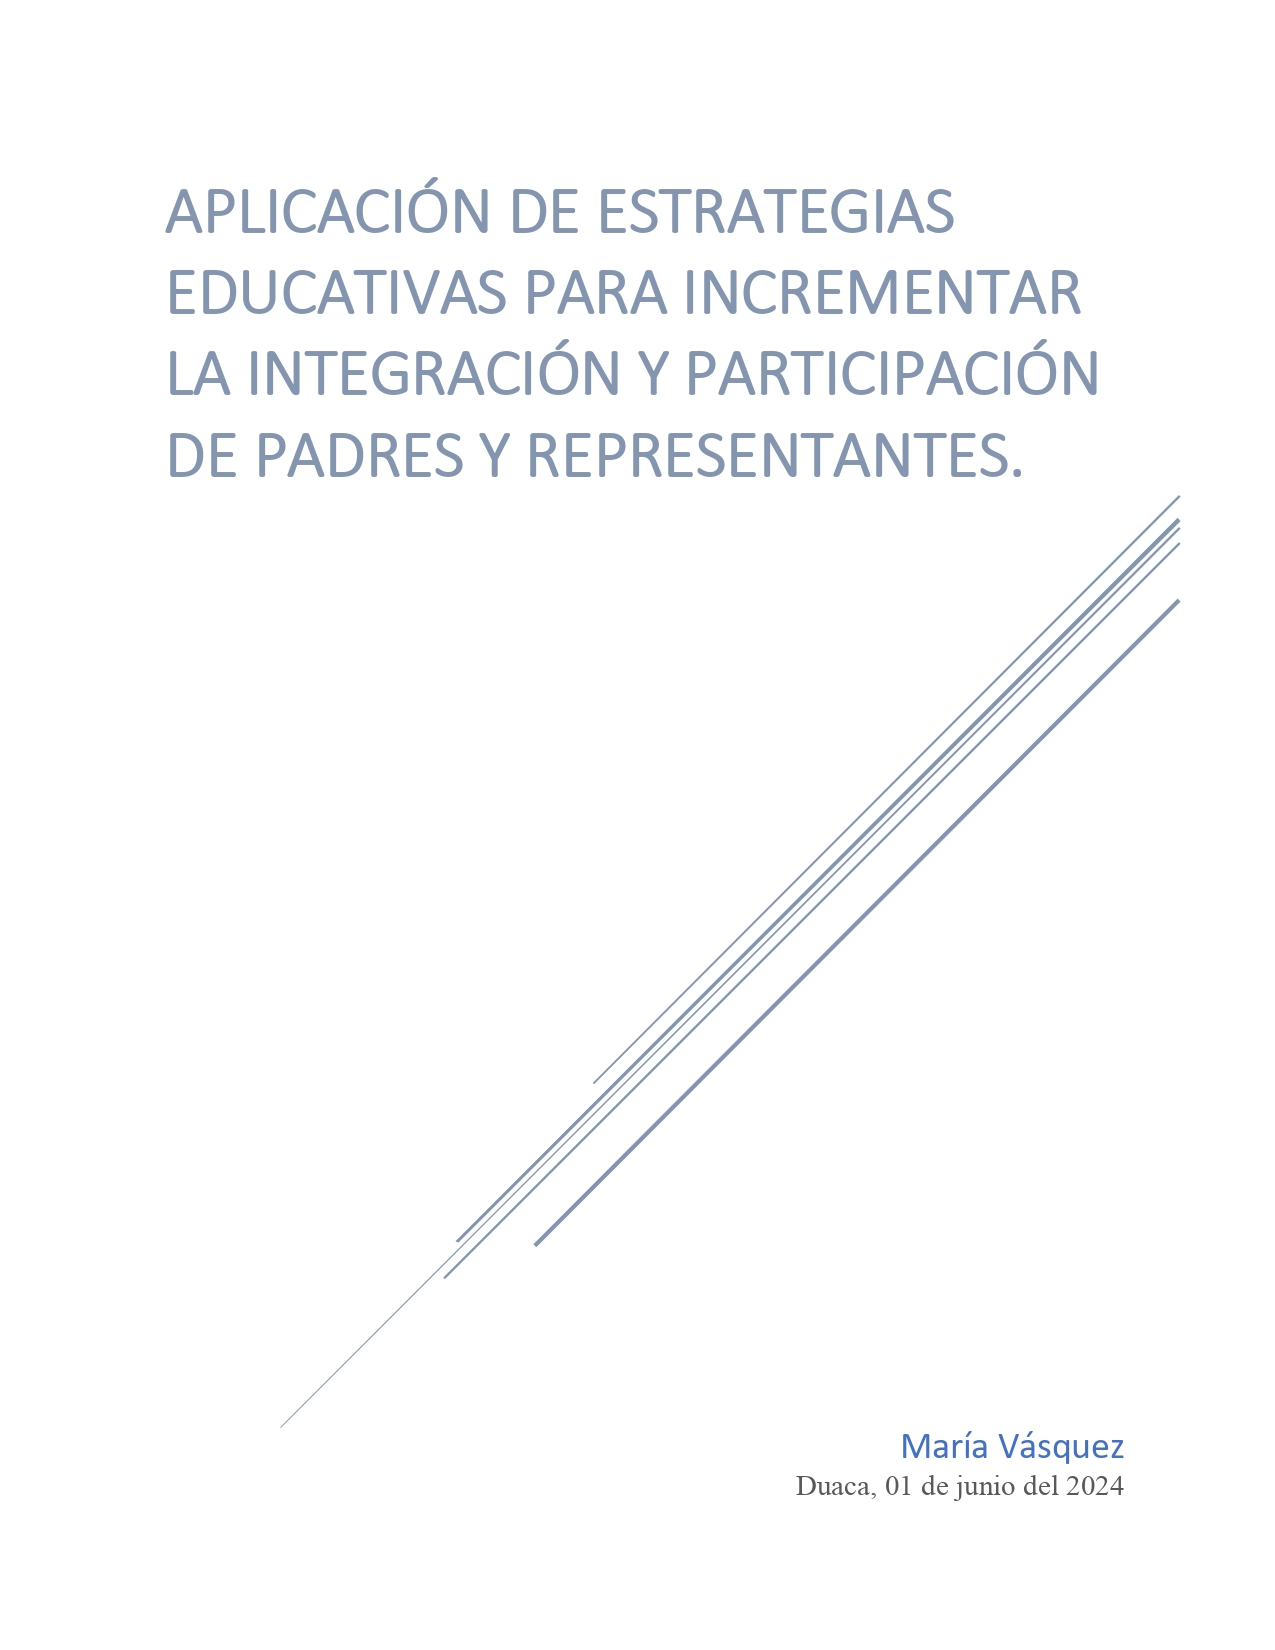 APLICACIÓN DE ESTRATEGIAS
EDUCATIVAS PARA INCREMENTAR
LA INTEGRACIÓN Y PARTICIPACIÓN
DE PADRES Y REPRESENTANTES.
María Vásquez
Duaca, 01 de junio del 2024